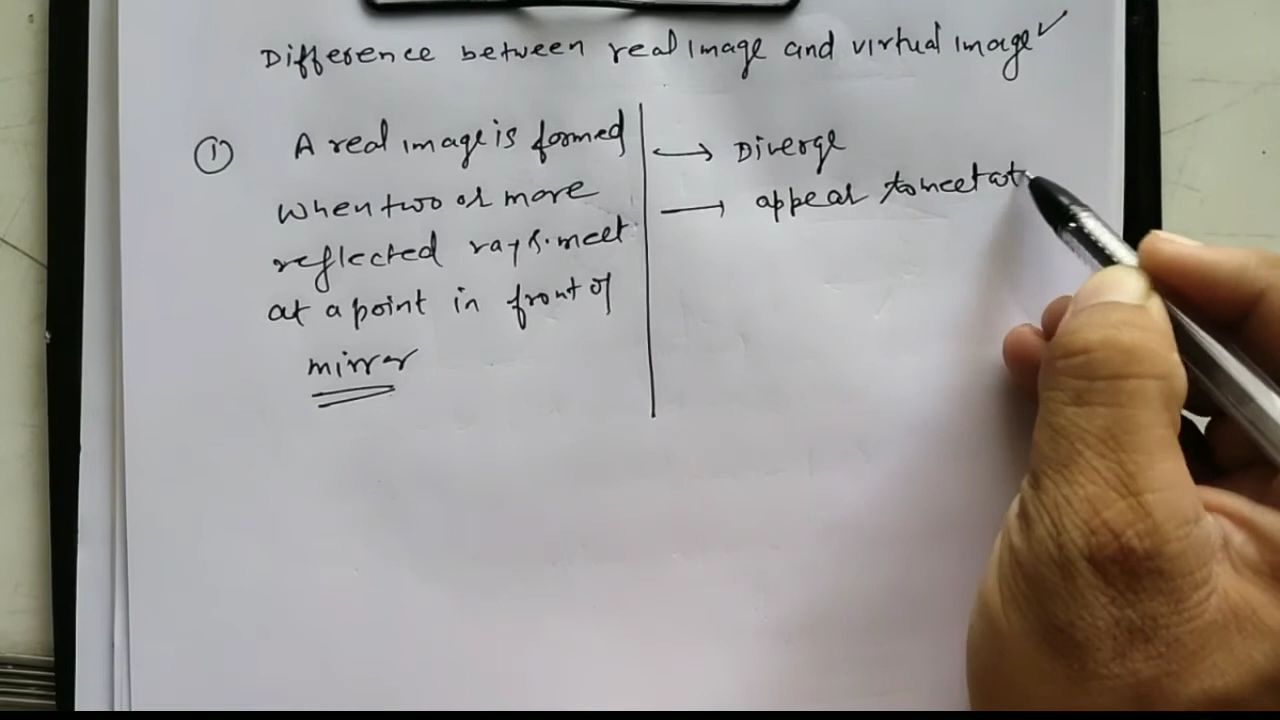 Difference between real image and virtual image
① A real image is formed
when two or more
reflected rays meet
at a point in front of
mirror
→ Diverge
→ appear to meet at